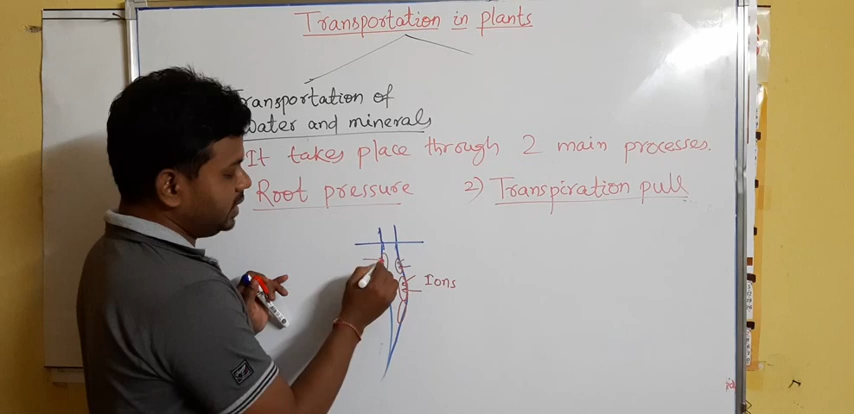 Transportation in plants
ransportation of
water and minerals
It takes place through 2 main processes.
Root pressure 2) Transpiration pull
Ions